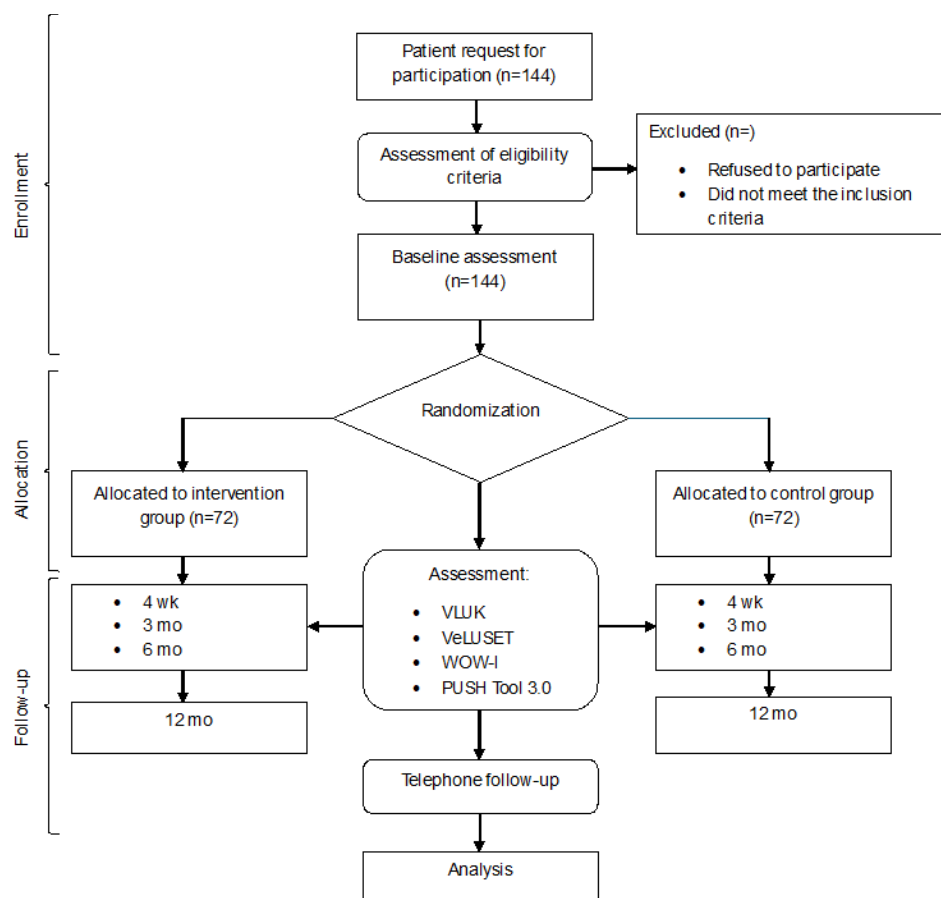 Enrollment
Patient request for
participation (n=144)
Assessment of eligibility
criteria
Excluded (n=)
• Refused to participate
• Did not meet the inclusion
criteria
Baseline assessment
(n=144)
Allocation
Randomization
Allocated to intervention
group (n=72)
Allocated to control group
(n=72)
Follow-up
• 4 wk
• 3 mo
• 6 mo
12 mo
Assessment:
• VLUK
• VeLUSET
• WOW-I
• PUSH Tool 3.0
• 4 wk
• 3 mo
• 6 mo
12 mo
Telephone follow-up
Analysis